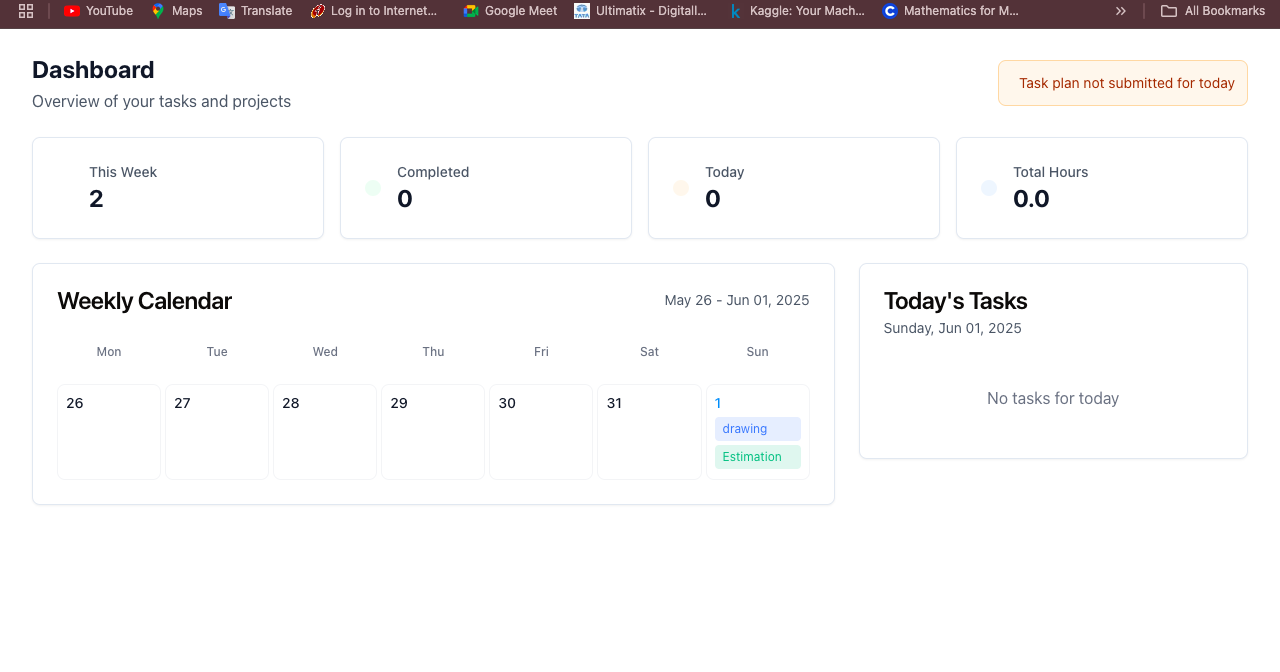 YouTube Maps Translate Log in to Internet... Google Meet Ultimatix - Digitall... Kaggle: Your Mach... Mathematics for M... » All Bookmarks
Dashboard
Overview of your tasks and projects
Task plan not submitted for today
This Week
2
Completed
0
Today
0
Total Hours
0.0
Weekly Calendar
May 26 - Jun 01, 2025
Mon Tue Wed Thu Fri Sat Sun
26 27 28 29 30 31 1
drawing
Estimation
Today's Tasks
Sunday, Jun 01, 2025
No tasks for today